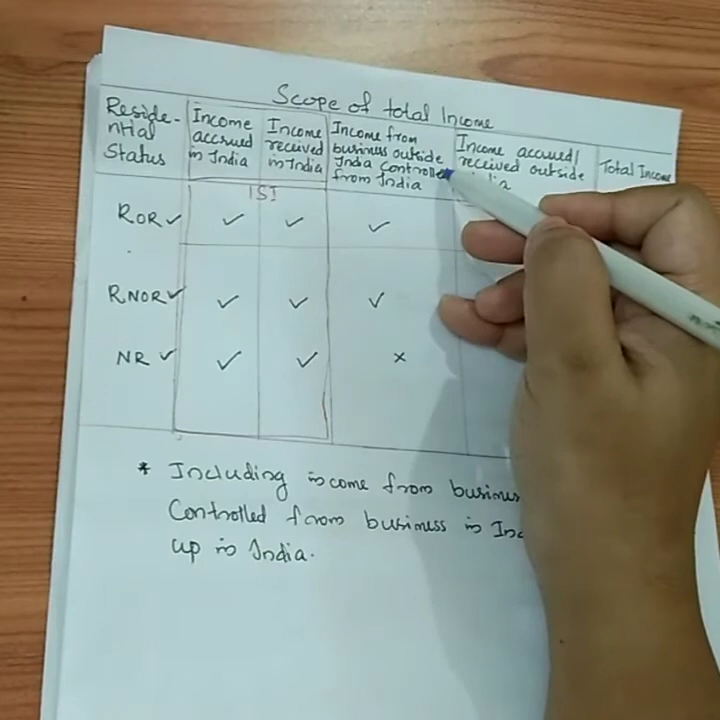 Scope of total Income
Reside-
ntial
Status
Income
accrued
in India
Income
received
in India
Income from
business outside
India controlled
from India
Income accrued/
received outside
Total Income
ISI
ROR ✓ ✓ ✓ ✓
RNOR ✓ ✓ ✓ ✓
NR ✓ ✓ ✓ ×
* Including income from
Controlled from business in
up in India.